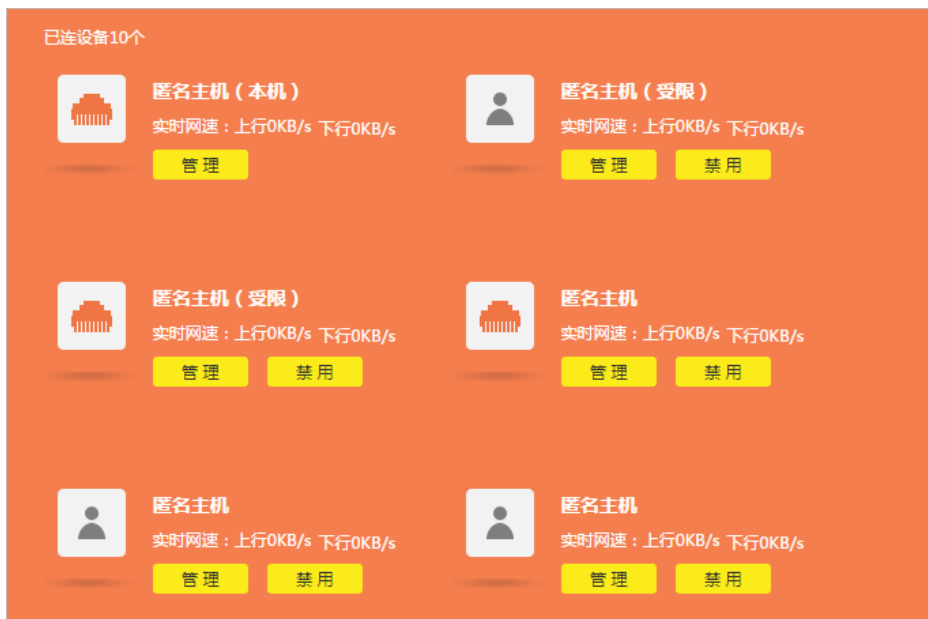 已连设备10个
匿名主机（本机）
实时网速：上行0KB/s 下行0KB/s
管 理
匿名主机（受限）
实时网速：上行0KB/s 下行0KB/s
管 理 禁 用
匿名主机（受限）
实时网速：上行0KB/s 下行0KB/s
管 理 禁 用
匿名主机
实时网速：上行0KB/s 下行0KB/s
管 理 禁 用
匿名主机
实时网速：上行0KB/s 下行0KB/s
管 理 禁 用
匿名主机
实时网速：上行0KB/s 下行0KB/s
管 理 禁 用